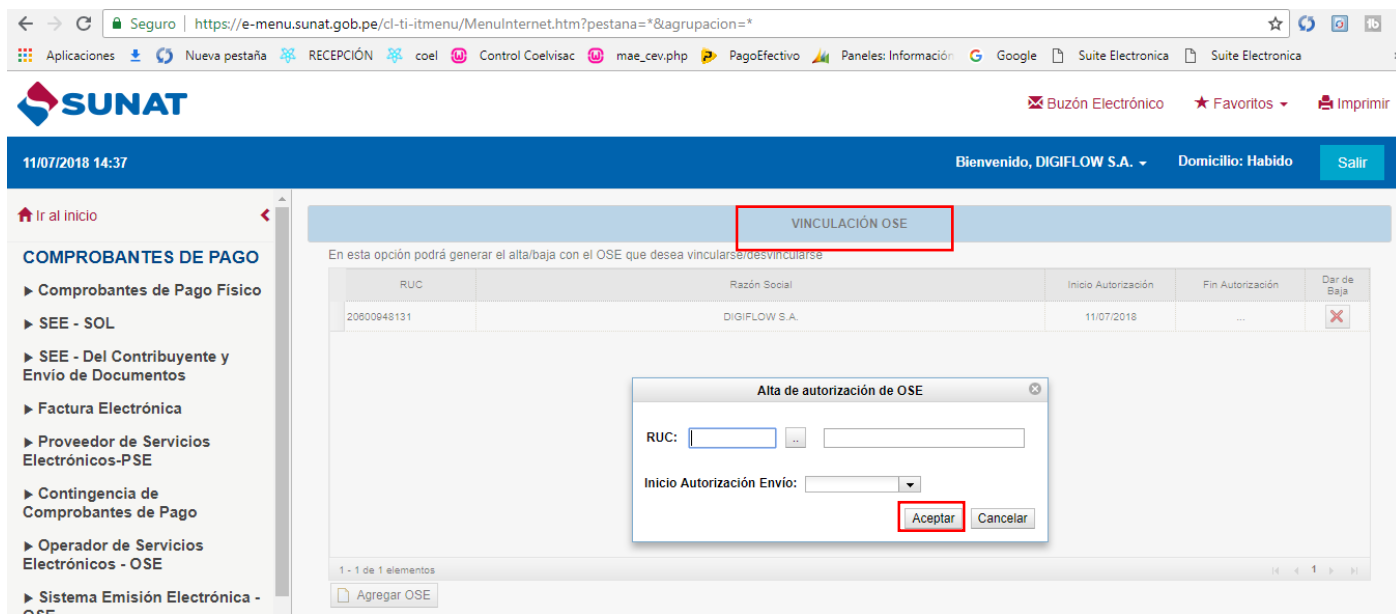 Seguro | https://e-menu.sunat.gob.pe/cl-ti-itmenu/MenuInternet.htm?pestana=*&agrupacion=*
Aplicaciones Nueva pestaña RECEPCIÓN coel Control Coelvisac mae_cev.php PagoEfectivo Paneles: Información Google Suite Electronica Suite Electronica
SUNAT
Buzón Electrónico Favoritos Imprimir
11/07/2018 14:37 Bienvenido, DIGIFLOW S.A. Domicilio: Habido Salir
Ir al inicio
COMPROBANTES DE PAGO
Comprobantes de Pago Físico
SEE - SOL
SEE - Del Contribuyente y
Envío de Documentos
Factura Electrónica
Proveedor de Servicios
Electrónicos-PSE
Contingencia de
Comprobantes de Pago
Operador de Servicios
Electrónicos - OSE
Sistema Emisión Electrónica -
OSE
VINCULACIÓN OSE
En esta opción podrá generar el alta/baja con el OSE que desea vincularse/desvincularse
RUC Razón Social Inicio Autorización Fin Autorización Dar de Baja
20600948131 DIGIFLOW S.A. 11/07/2018 ...
Alta de autorización de OSE
RUC: ..
Inicio Autorización Envío:
Aceptar Cancelar
1 - 1 de 1 elementos 1
Agregar OSE